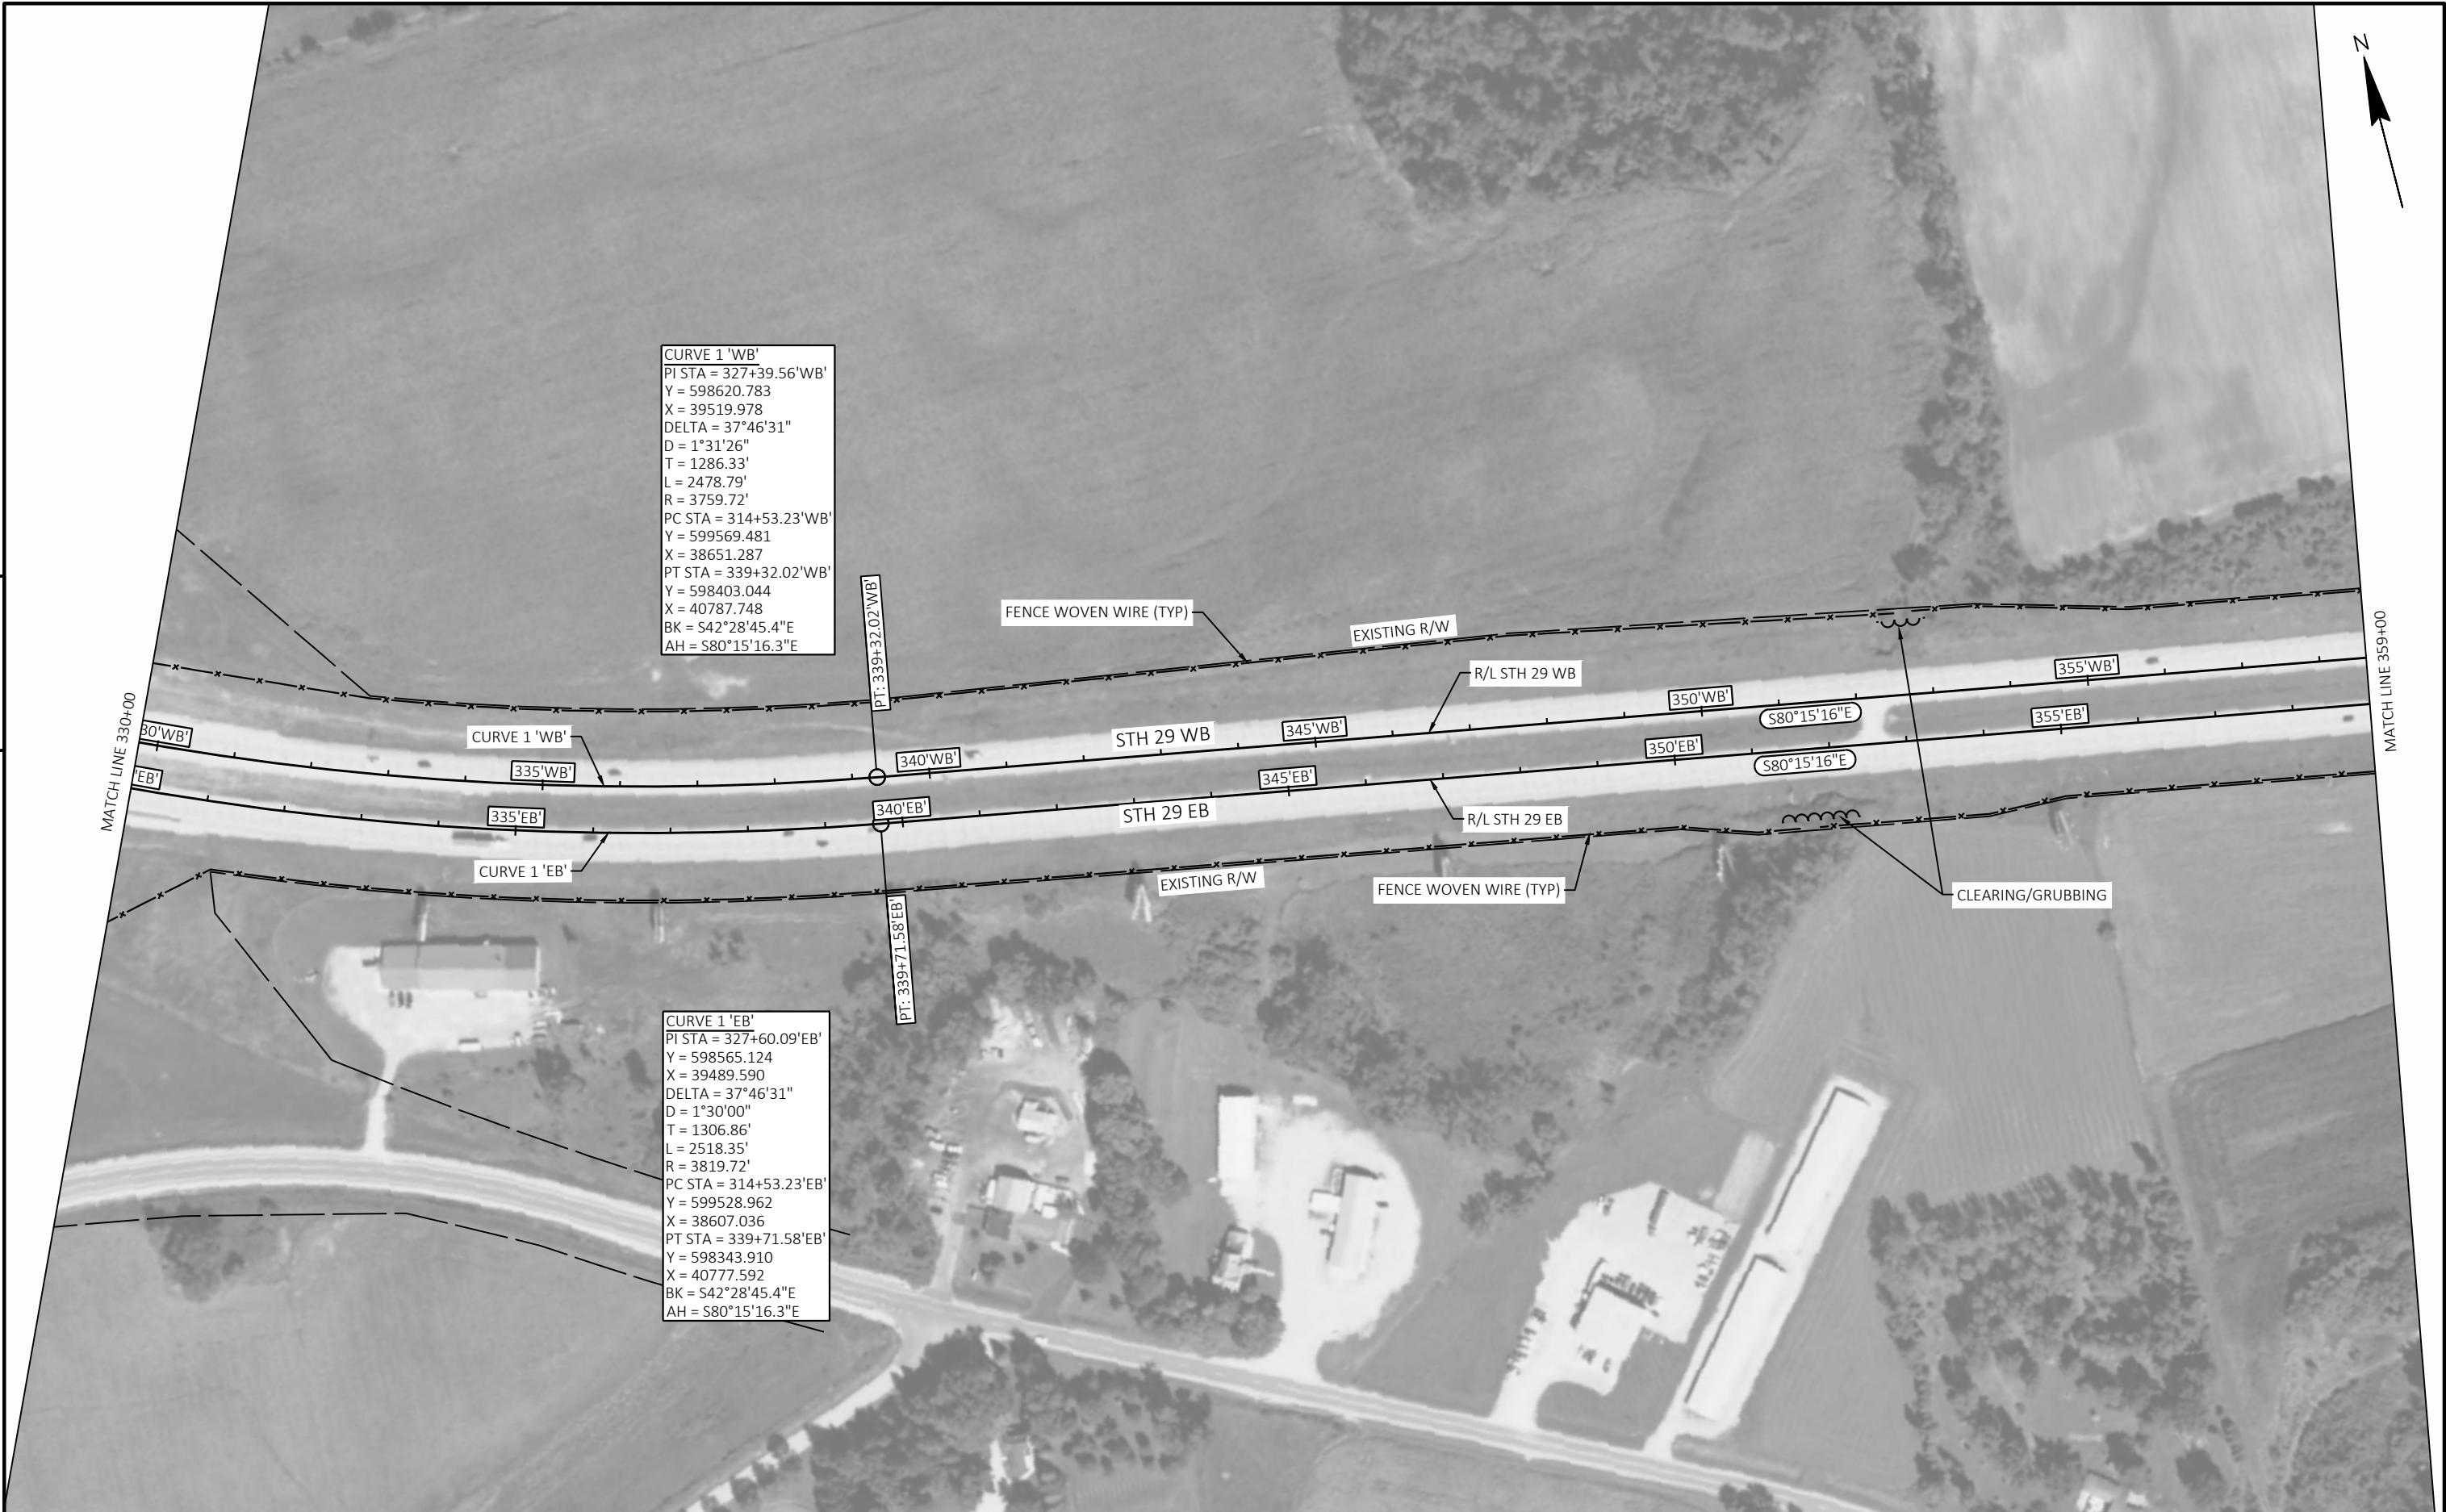 N
CURVE 1 'WB'
PI STA = 327+39.56'WB'
Y = 598620.783
X = 39519.978
DELTA = 37°46'31"
D = 1°31'26"
T = 1286.33'
L = 2478.79'
R = 3759.72'
PC STA = 314+53.23'WB'
Y = 599569.481
X = 38651.287
PT STA = 339+32.02'WB'
Y = 598403.044
X = 40787.748
BK = S42°28'45.4"E
AH = S80°15'16.3"E
PT: 339+32.02'WB'
FENCE WOVEN WIRE (TYP)
EXISTING R/W
R/L STH 29 WB
MATCH LINE 330+00
30'WB'
CURVE 1 'WB'
335'WB'
340'WB'
STH 29 WB
345'WB'
350'WB'
S80°15'16"E
355'WB'
MATCH LINE 359+00
'EB'
335'EB'
CURVE 1 'EB'
340'EB'
STH 29 EB
345'EB'
350'EB'
S80°15'16"E
355'EB'
R/L STH 29 EB
EXISTING R/W
FENCE WOVEN WIRE (TYP)
CLEARING/GRUBBING
PT: 339+71.58'EB'
CURVE 1 'EB'
PI STA = 327+60.09'EB'
Y = 598565.124
X = 39489.590
DELTA = 37°46'31"
D = 1°30'00"
T = 1306.86'
L = 2518.35'
R = 3819.72'
PC STA = 314+53.23'EB'
Y = 599528.962
X = 38607.036
PT STA = 339+71.58'EB'
Y = 598343.910
X = 40777.592
BK = S42°28'45.4"E
AH = S80°15'16.3"E